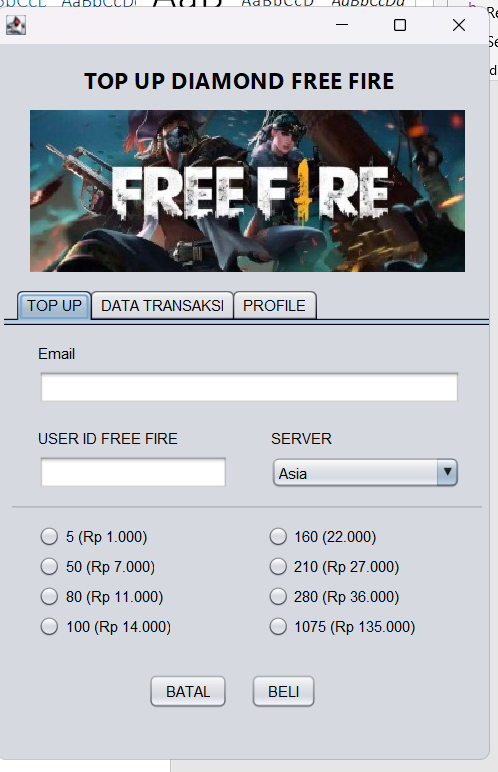 TOP UP DIAMOND FREE FIRE
FREE FIRE
TOP UP DATA TRANSAKSI PROFILE
Email
USER ID FREE FIRE SERVER
Asia
5 (Rp 1.000) 160 (22.000)
50 (Rp 7.000) 210 (Rp 27.000)
80 (Rp 11.000) 280 (Rp 36.000)
100 (Rp 14.000) 1075 (Rp 135.000)
BATAL BELI